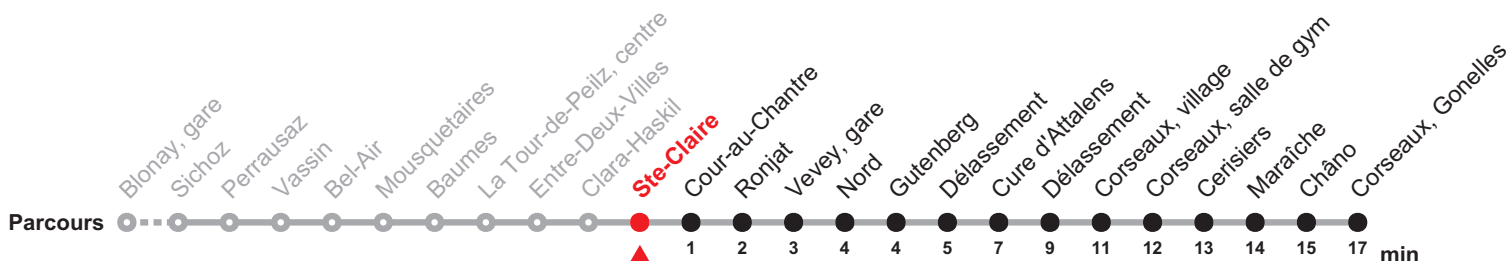 Blonay, gare
Sichoz
Perrausaz
Vassin
Bel-Air
Mousquetaires
Baumes
La Tour-de-Peilz, centre
Entre-Deux-Villes
Clara-Haskil
Ste-Claire
Cour-au-Chantre
Ronjat
Vevey, gare
Nord
Gutenberg
Délassement
Cure d'Attalens
Délassement
Corseaux, village
Corseaux, salle de gym
Cerisiers
Maraîche
Châno
Corseaux, Gonelles
Parcours
1 2 3 4 4 5 7 9 11 12 13 14 15 17 min